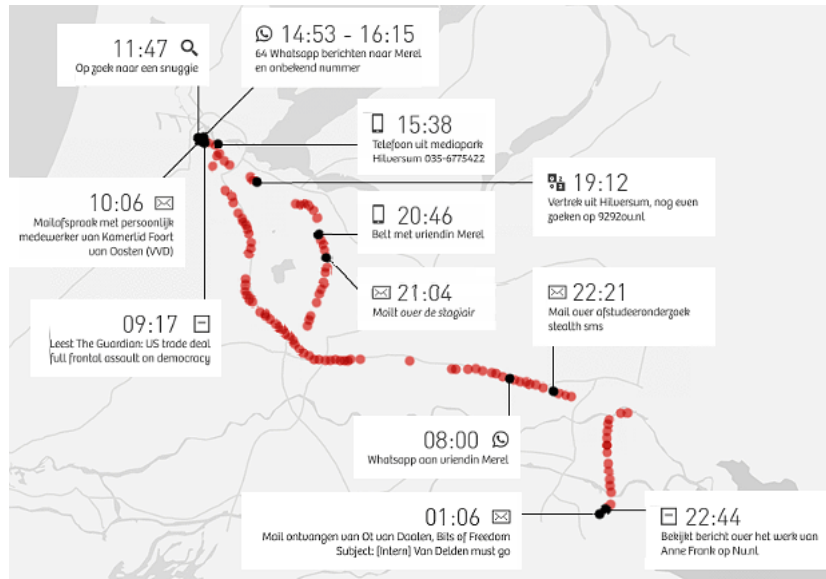 11:47
Op zoek naar een snuggie
14:53 - 16:15
64 Whatsapp berichten naar Merel
en onbekend nummer
15:38
Telefoon uit mediapark
Hilversum 035-6775422
19:12
Vertrek uit Hilversum, nog even
zoeken op 9292ov.nl
10:06
Mailafspraak met persoonlijk
medewerker van Kamerlid Foort
van Oosten (VVD)
20:46
Belt met vriendin Merel
21:04
Mailt over de stagiair
22:21
Mail over afstudeeronderzoek
stealth sms
09:17
Leest The Guardian: US trade deal
full frontal assault on democracy
08:00
Whatsapp aan vriendin Merel
01:06
Mail ontvangen van Ot van Daalen, Bits of Freedom
Subject: [Intern] Van Delden must go
22:44
Bekijkt bericht over het werk van
Anne Frank op Nu.nl